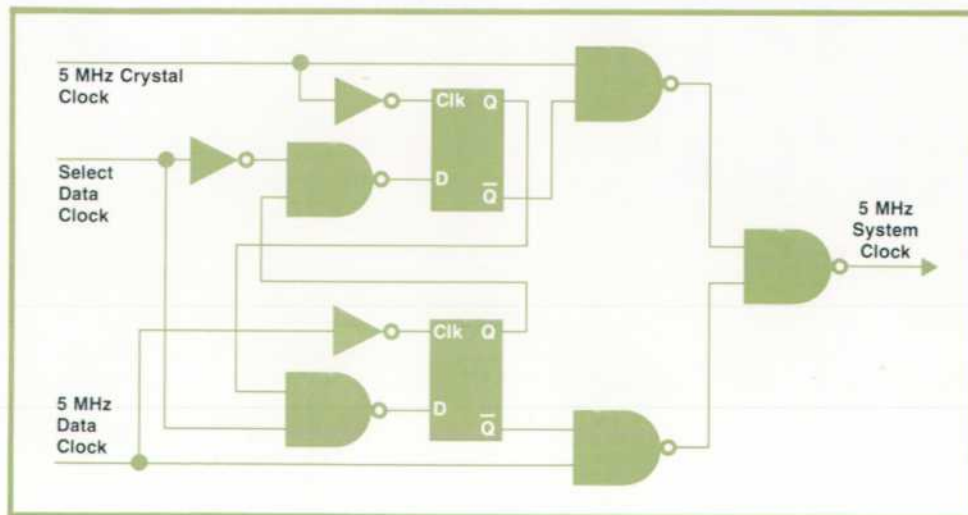 5 MHz Crystal
Clock
Clk
Q
D
Q̅
Select
Data
Clock
5 MHz
System
Clock
Clk
Q
D
Q̅
5 MHz
Data
Clock